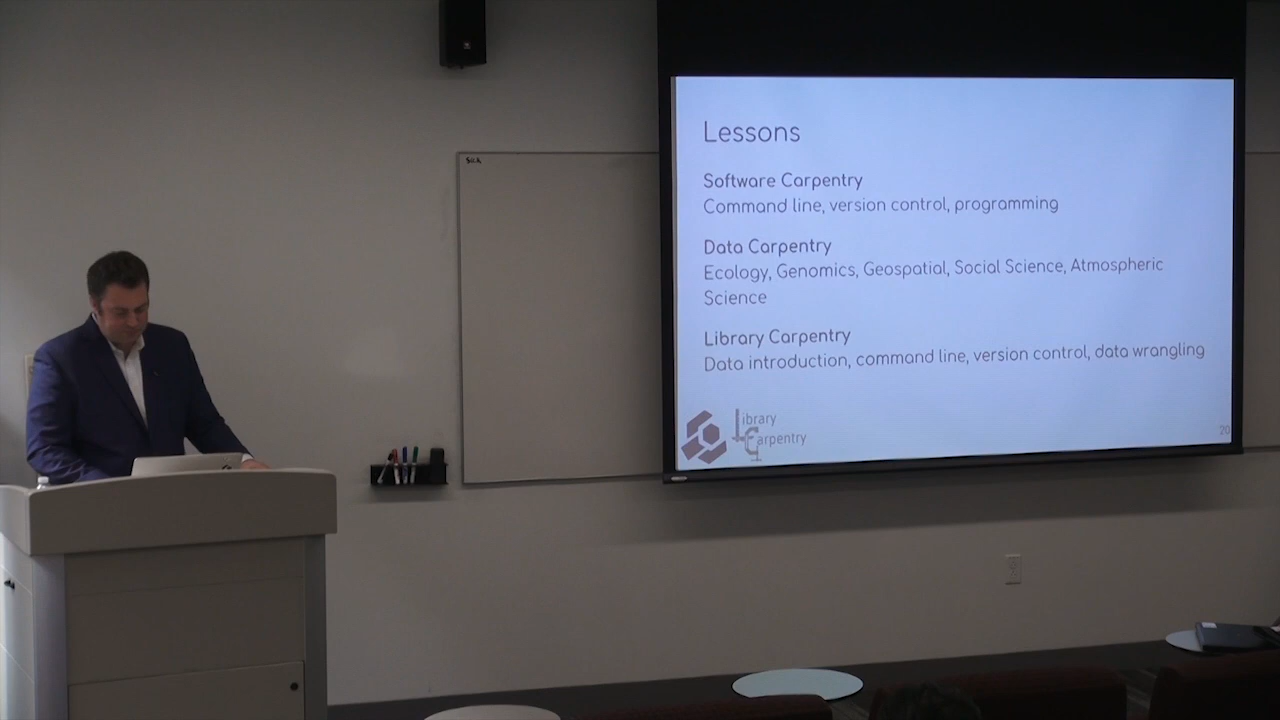 Lessons
Software Carpentry
Command line, version control, programming
Data Carpentry
Ecology, Genomics, Geospatial, Social Science, Atmospheric
Science
Library Carpentry
Data introduction, command line, version control, data wrangling
Library
Carpentry
20